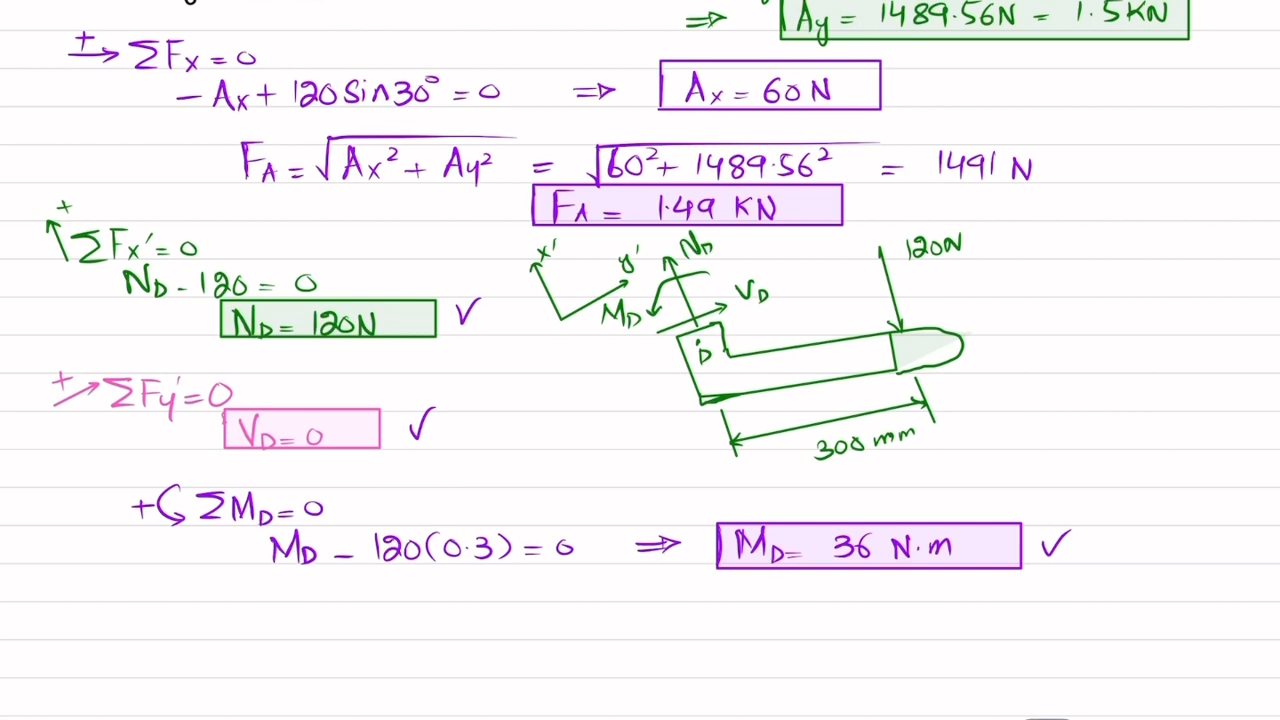 ⇒ Ay = 1489.56N = 1.5KN
+→ ΣFx = 0
- Ax + 120 Sin30° = 0 ⇒ Ax = 60 N
FA = √Ax² + Ay² = √60² + 1489.56² = 1491 N
FA = 1.49 KN
+ ΣFx' = 0
ND - 120 = 0
ND = 120N ✓
x' y' ND VD MD D 120N
+ ΣFy' = 0
VD = 0 ✓
300 mm
+ ΣMD = 0
MD - 120(0.3) = 0 ⇒ MD = 36 N.m ✓